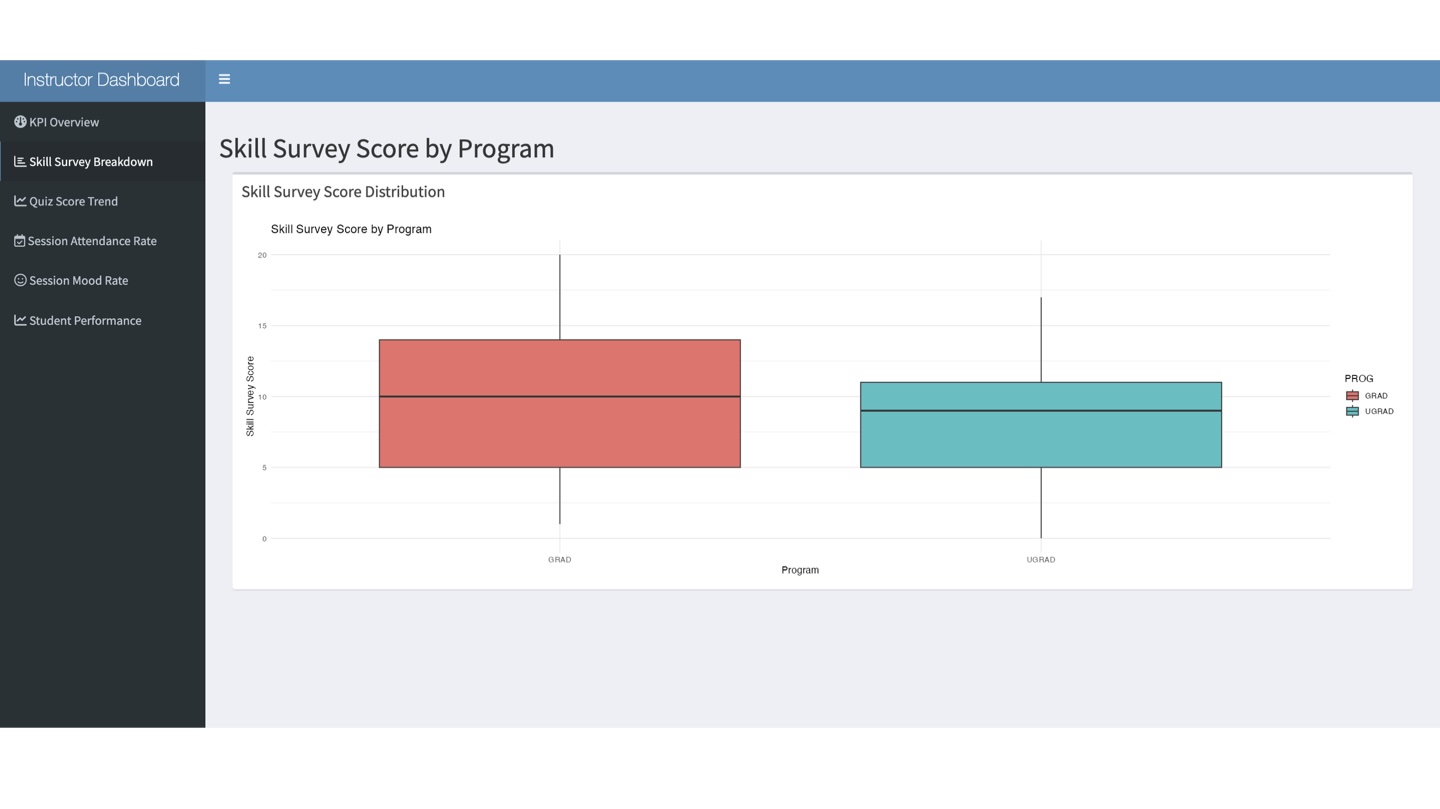 Instructor Dashboard
KPI Overview
Skill Survey Breakdown
Quiz Score Trend
Session Attendance Rate
Session Mood Rate
Student Performance
Skill Survey Score by Program
Skill Survey Score Distribution
Skill Survey Score by Program
Skill Survey Score
20
15
10
5
0
GRAD
UGRAD
Program
PROG
GRAD
UGRAD